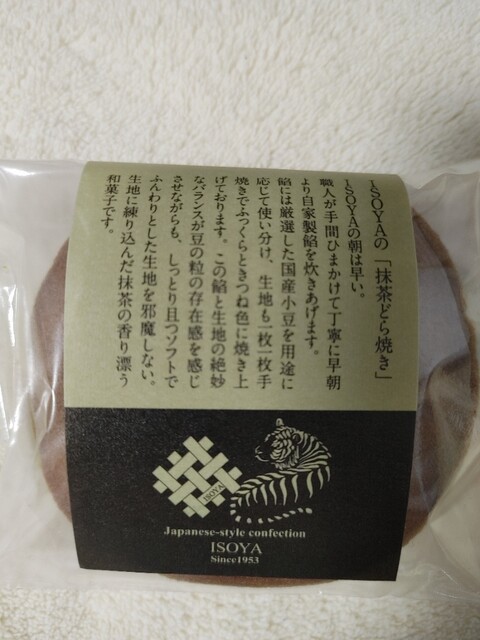 ISOYAの「抹茶どら焼き」
ISOYAの朝は早い。
職人が手間ひまかけて丁寧に早朝
より自家製餡を炊きあげます。
餡には厳選した国産小豆を用途に
応じて使い分け、生地も一枚一枚手
焼きでふっくらときつね色に焼き上
げております。この餡と生地の絶妙
なバランスが豆の粒の存在感を感じ
させながらも、しっとり且つソフトで
ふんわりとした生地を邪魔しない。
生地に練り込んだ抹茶の香り漂う
和菓子です。
ISOYA
Japanese-style confection
ISOYA
Since1953